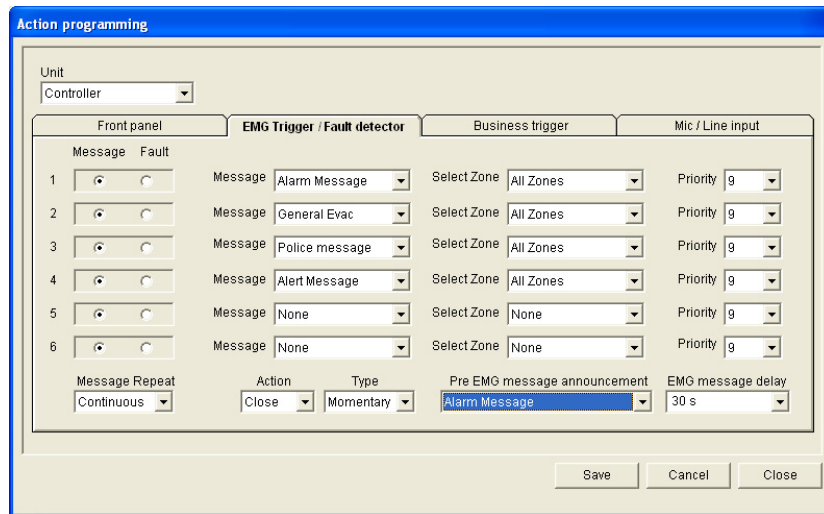 Action programming
Unit
Controller
Front panel EMG Trigger / Fault detector Business trigger Mic / Line input
Message Fault
1 Message Alarm Message Select Zone All Zones Priority 9
2 Message General Evac Select Zone All Zones Priority 9
3 Message Police message Select Zone All Zones Priority 9
4 Message Alert Message Select Zone All Zones Priority 9
5 Message None Select Zone None Priority 9
6 Message None Select Zone None Priority 9
Message Repeat Action Type Pre EMG message announcement EMG message delay
Continuous Close Momentary Alarm Message 30 s
Save Cancel Close